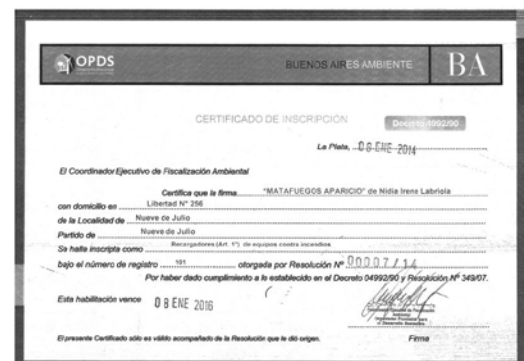 OPDS
BUENOS AIRES AMBIENTE
BA
CERTIFICADO DE INSCRIPCIÓN
Decreto 4992/90
La Plata, 08 ENE 2014
El Coordinador Ejecutivo de Fiscalización Ambiental
Certifica que la firma "MATAFUEGOS APARICIO" de Nidia Irene Labriola
con domicilio en Libertad N° 256
de la Localidad de Nueve de Julio
Partido de Nueve de Julio
Se halla inscripta como Recargadores (Art. 1°) de equipos contra incendios
bajo el número de registro 101 otorgada por Resolución Nº 00007/14
Por haber dado cumplimiento a lo establecido en el Decreto 04992/90 y Resolución Nº 349/07.
Esta habilitación vence 08 ENE 2016
El presente Certificado sólo es válido acompañado de la Resolución que le dió origen.
Firma